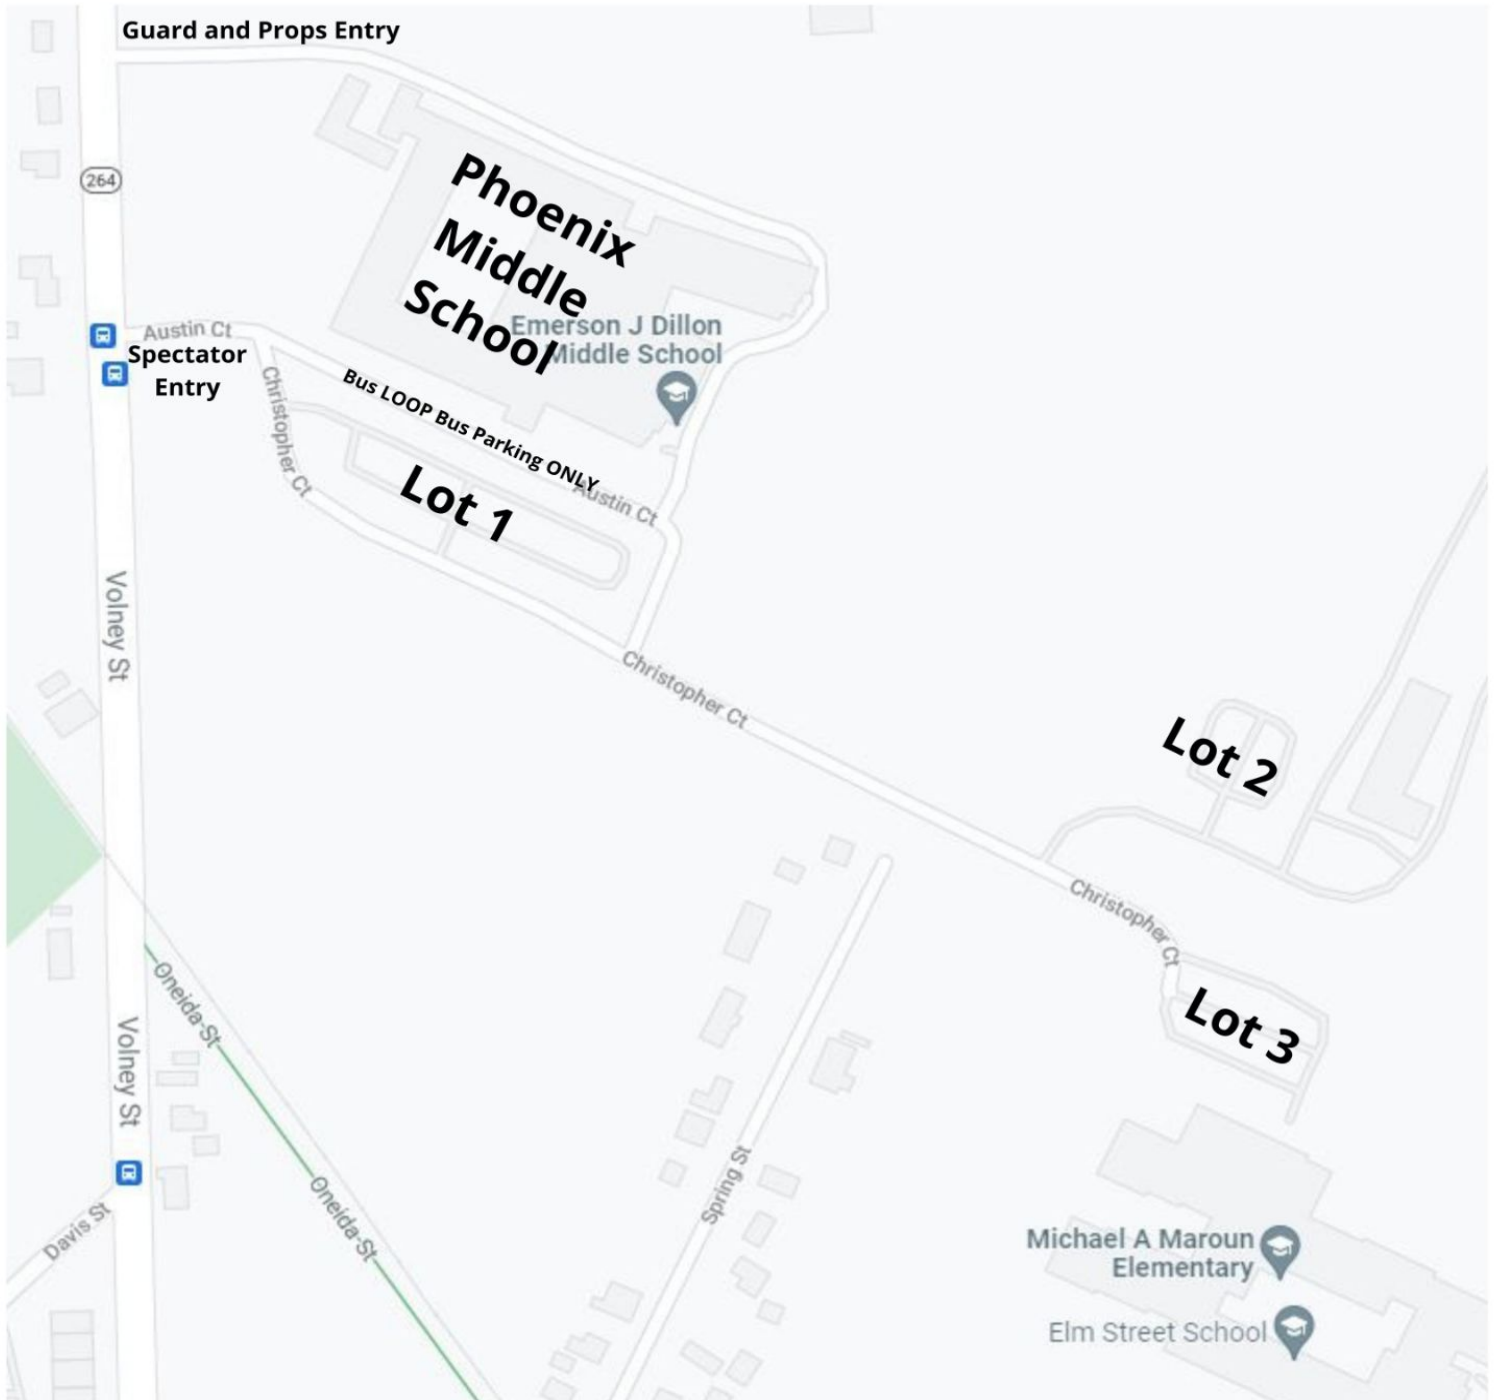 Guard and Props Entry
264
Phoenix
Middle
School
Emerson J Dillon
Middle School
Austin Ct
Spectator
Entry
Christopher Ct
Bus LOOP Bus Parking ONLY
Austin Ct
Lot 1
Volney St
Christopher Ct
Lot 2
Christopher Ct
Lot 3
Oneida St
Volney St
Oneida St
Davis St
Spring St
Michael A Maroun
Elementary
Elm Street School